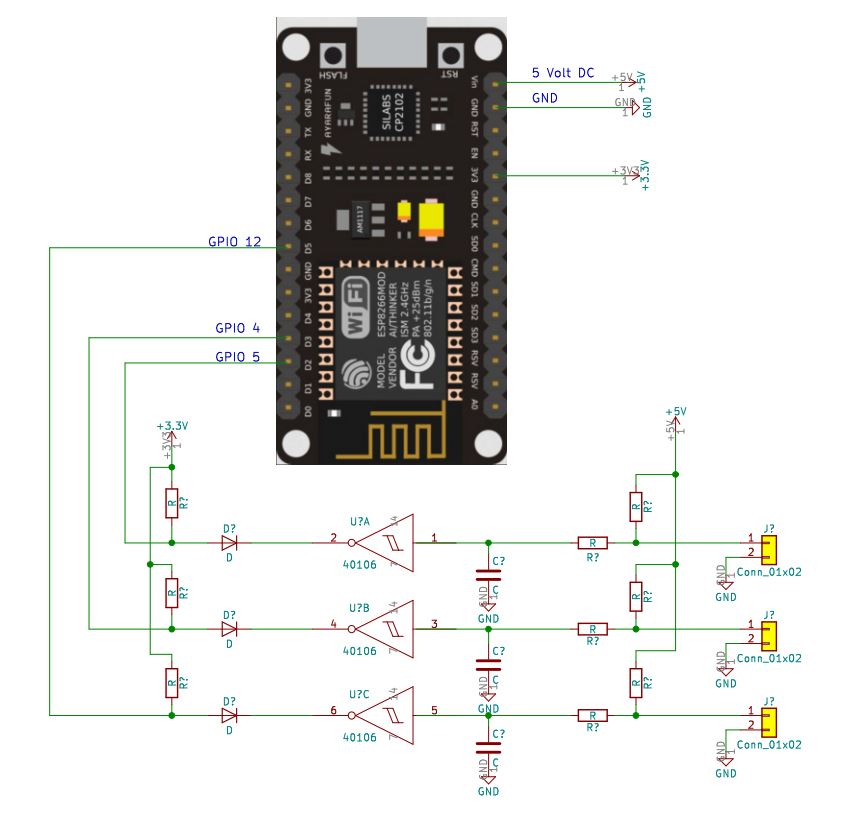 FLASH
RST
3V3
GND
TX
RX
D8
D7
D6
D5
GND
3V3
D4
D3
D2
D1
D0
AYARAFUN
SILABS
CP2102
AM1117
Vin
GND
RST
EN
3V3
GND
CLK
SD0
CMD
SD1
SD2
SD3
RSV
RSV
A0
Wi Fi
MODEL
VENDOR
ESP8266MOD
AI/THINKER
ISM 2.4GHz
PA +25dBm
802.11b/g/n
FC
5 Volt DC
+5V
1
+5V
GND
GND
1
GND
+3V3
1
+3.3V
GPIO 12
GPIO 4
GPIO 5
+3.3V
+3V3
1
+5V
+5V
1
R
R?
D?
D
2
U?A
14
7
40106
1
C?
C
GND
1
GND
R
R?
R
R?
J?
1
2
Conn_01x02
GND
1
GND
R
R?
D?
D
4
U?B
14
7
40106
3
C?
C
GND
1
GND
R
R?
R
R?
J?
1
2
Conn_01x02
GND
1
GND
R
R?
D?
D
6
U?C
14
7
40106
5
C?
C
GND
1
GND
R
R?
R
R?
J?
1
2
Conn_01x02
GND
1
GND